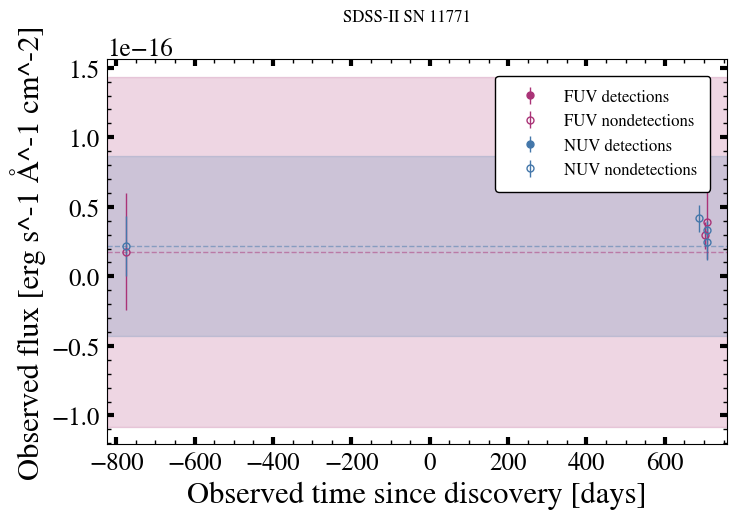 SDSS-II SN 11771
1e−16
Observed flux [erg s^-1 Å^-1 cm^-2]
1.5
1.0
0.5
0.0
−0.5
−1.0
FUV detections
FUV nondetections
NUV detections
NUV nondetections
−800 −600 −400 −200 0 200 400 600
Observed time since discovery [days]